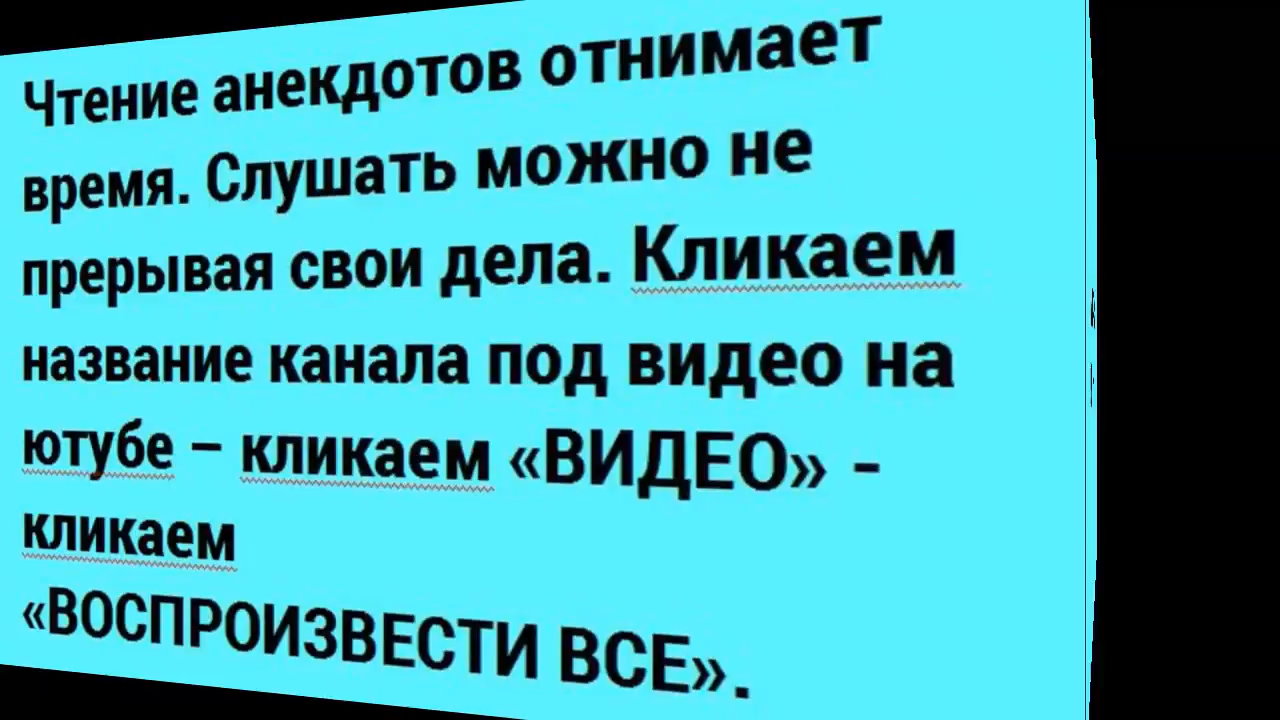 Чтение анекдотов отнимает
время. Слушать можно не
прерывая свои дела. Кликаем
название канала под видео на
ютубе – кликаем «ВИДЕО» -
кликаем
«ВОСПРОИЗВЕСТИ ВСЕ».